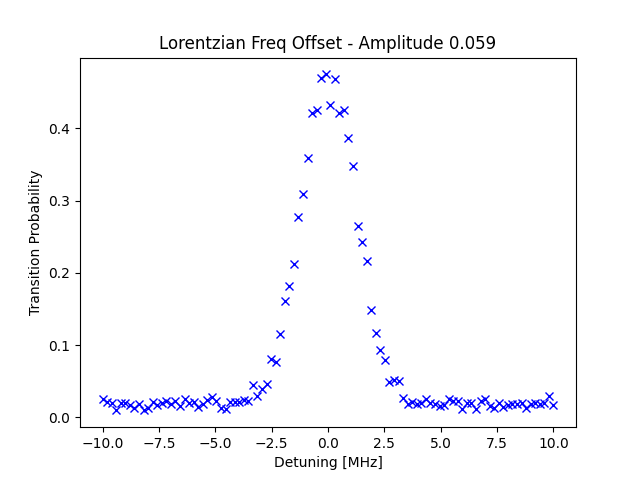 Lorentzian Freq Offset - Amplitude 0.059
Transition Probability
0.4
0.3
0.2
0.1
0.0
−10.0 −7.5 −5.0 −2.5 0.0 2.5 5.0 7.5 10.0
Detuning [MHz]